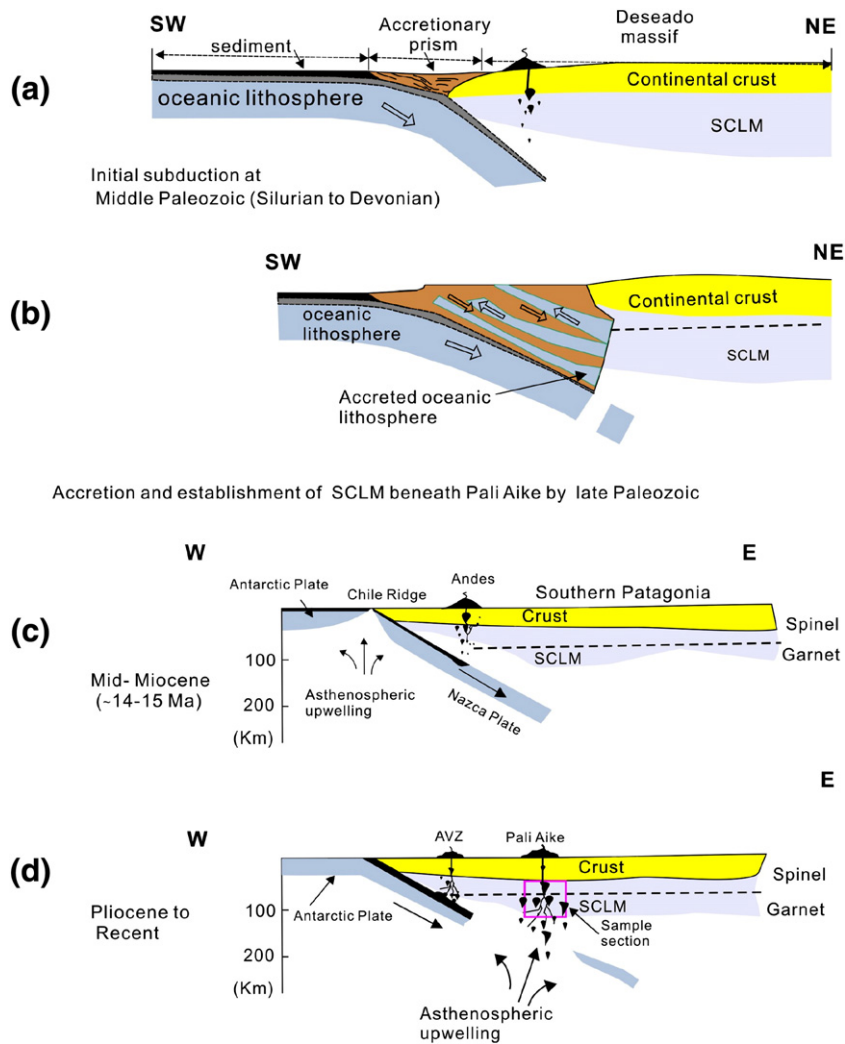 SW
NE
Accretionary
prism
Deseado
massif
sediment
(a)
oceanic lithosphere
Continental crust
SCLM
Initial subduction at
Middle Paleozoic (Silurian to Devonian)
SW
NE
(b)
oceanic
lithosphere
Continental crust
SCLM
Accreted oceanic
lithosphere
Accretion and establishment of SCLM beneath Pali Aike by late Paleozoic
W
E
Antarctic Plate
Chile Ridge
Andes
Southern Patagonia
(c)
Crust
Spinel
SCLM
Garnet
100
Mid- Miocene
(~14-15 Ma)
Asthenospheric
upwelling
200
Nazca Plate
(Km)
E
W
AVZ
Pali Aike
(d)
Crust
Spinel
Pliocene to
Recent
Antarctic Plate
100
SCLM
Garnet
Sample
section
200
(Km)
Asthenospheric
upwelling